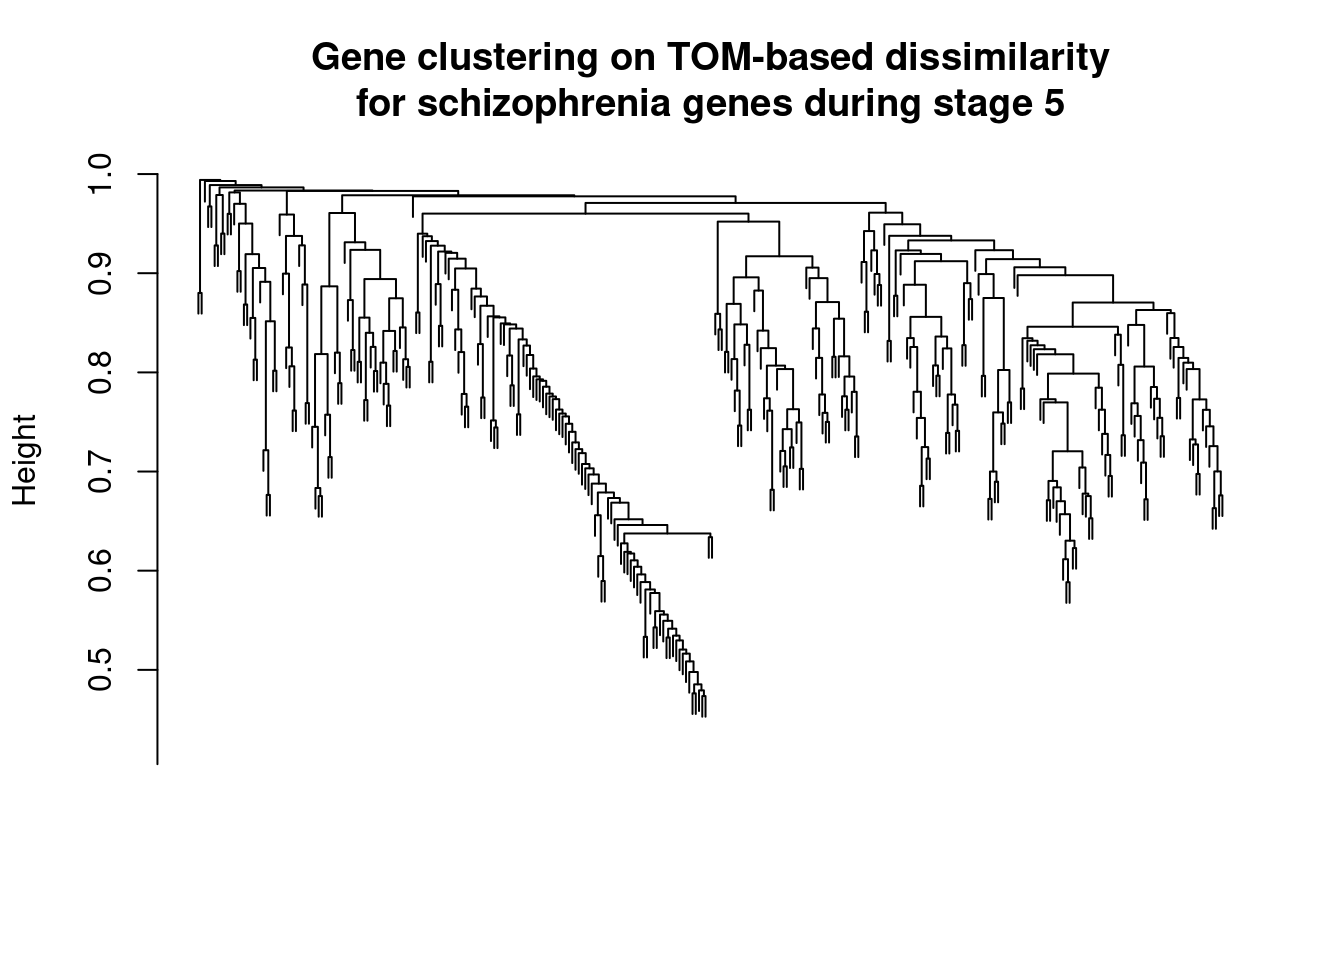 Gene clustering on TOM-based dissimilarity
for schizophrenia genes during stage 5
Height
1.0
0.9
0.8
0.7
0.6
0.5